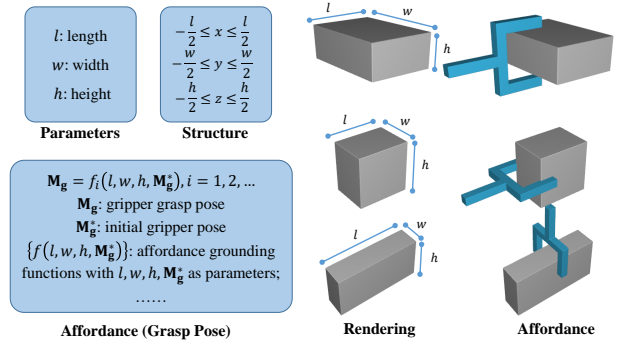 l: length
w: width
h: height
Parameters
−l/2 ≤ x ≤ l/2
−w/2 ≤ y ≤ w/2
−h/2 ≤ z ≤ h/2
Structure
M_g = f_i(l, w, h, M_g^*), i = 1, 2, ...
M_g: gripper grasp pose
M_g^*: initial gripper pose
{f(l, w, h, M_g^*)}: affordance grounding
functions with l, w, h, M_g^* as parameters;
......
Affordance (Grasp Pose)
l
w
h
l
w
h
l
w
h
Rendering
Affordance